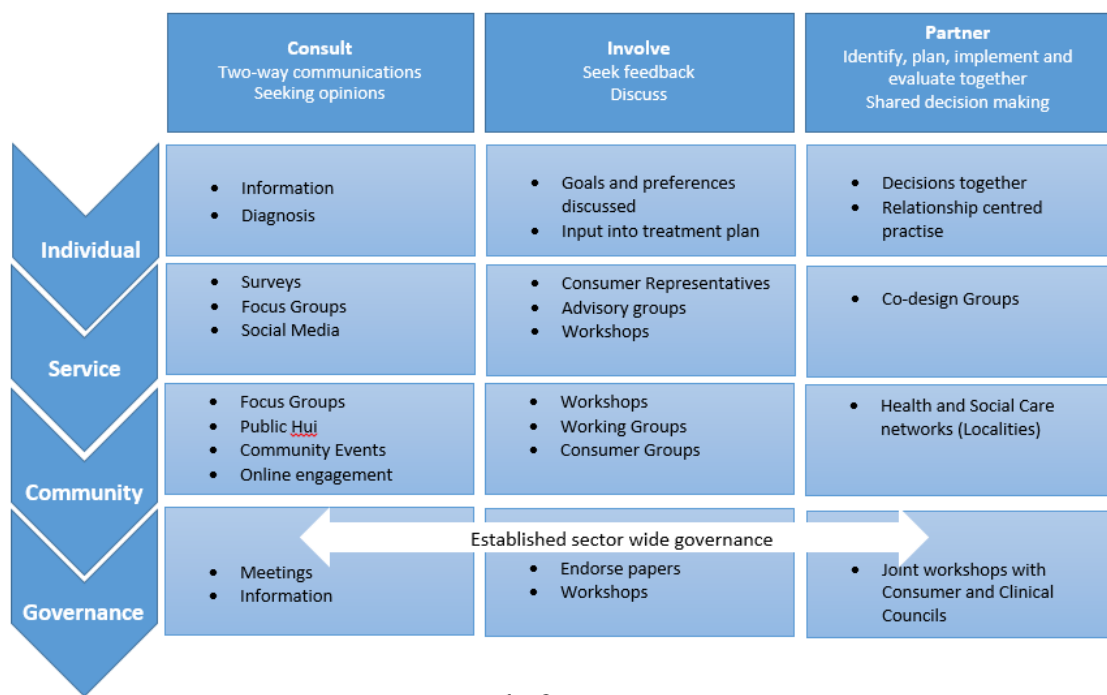 Consult
Two-way communications
Seeking opinions
Involve
Seek feedback
Discuss
Partner
Identify, plan, implement and
evaluate together
Shared decision making
Individual
• Information
• Diagnosis
• Goals and preferences
discussed
• Input into treatment plan
• Decisions together
• Relationship centred
practise
Service
• Surveys
• Focus Groups
• Social Media
• Consumer Representatives
• Advisory groups
• Workshops
• Co-design Groups
Community
• Focus Groups
• Public Hui
• Community Events
• Online engagement
• Workshops
• Working Groups
• Consumer Groups
• Health and Social Care
networks (Localities)
Established sector wide governance
Governance
• Meetings
• Information
• Endorse papers
• Workshops
• Joint workshops with
Consumer and Clinical
Councils